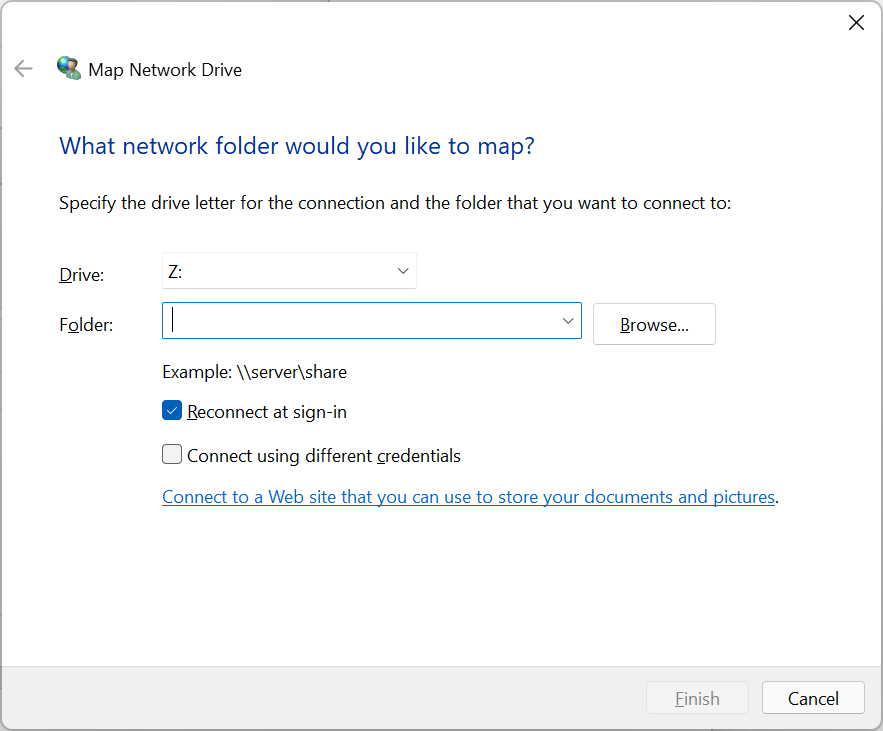 Map Network Drive
What network folder would you like to map?
Specify the drive letter for the connection and the folder that you want to connect to:
Drive: Z:
Folder: Browse...
Example: \\server\share
Reconnect at sign-in
Connect using different credentials
Connect to a Web site that you can use to store your documents and pictures.
Finish Cancel